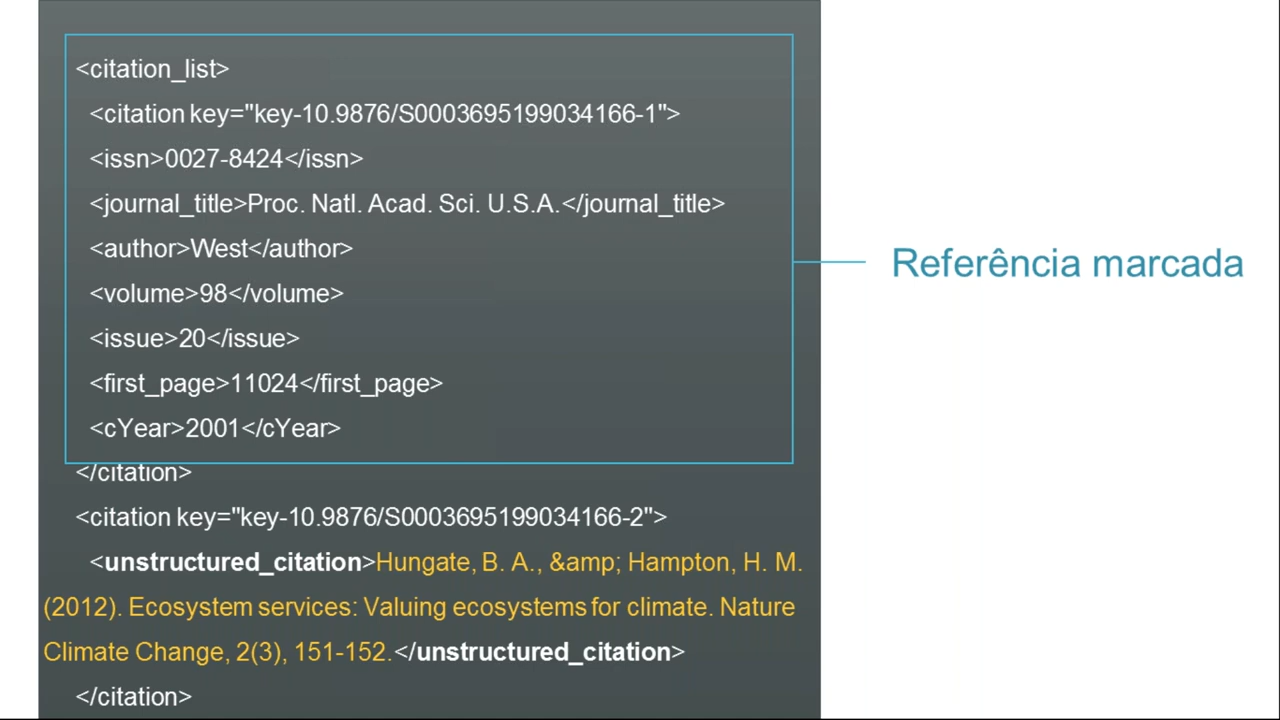 <citation_list>
<citation key="key-10.9876/S0003695199034166-1">
<issn>0027-8424</issn>
<journal_title>Proc. Natl. Acad. Sci. U.S.A.</journal_title>
<author>West</author>
<volume>98</volume>
<issue>20</issue>
<first_page>11024</first_page>
<cYear>2001</cYear>
</citation>
<citation key="key-10.9876/S0003695199034166-2">
<unstructured_citation>Hungate, B. A., &amp; Hampton, H. M.
(2012). Ecosystem services: Valuing ecosystems for climate. Nature
Climate Change, 2(3), 151-152.</unstructured_citation>
</citation>
Referência marcada